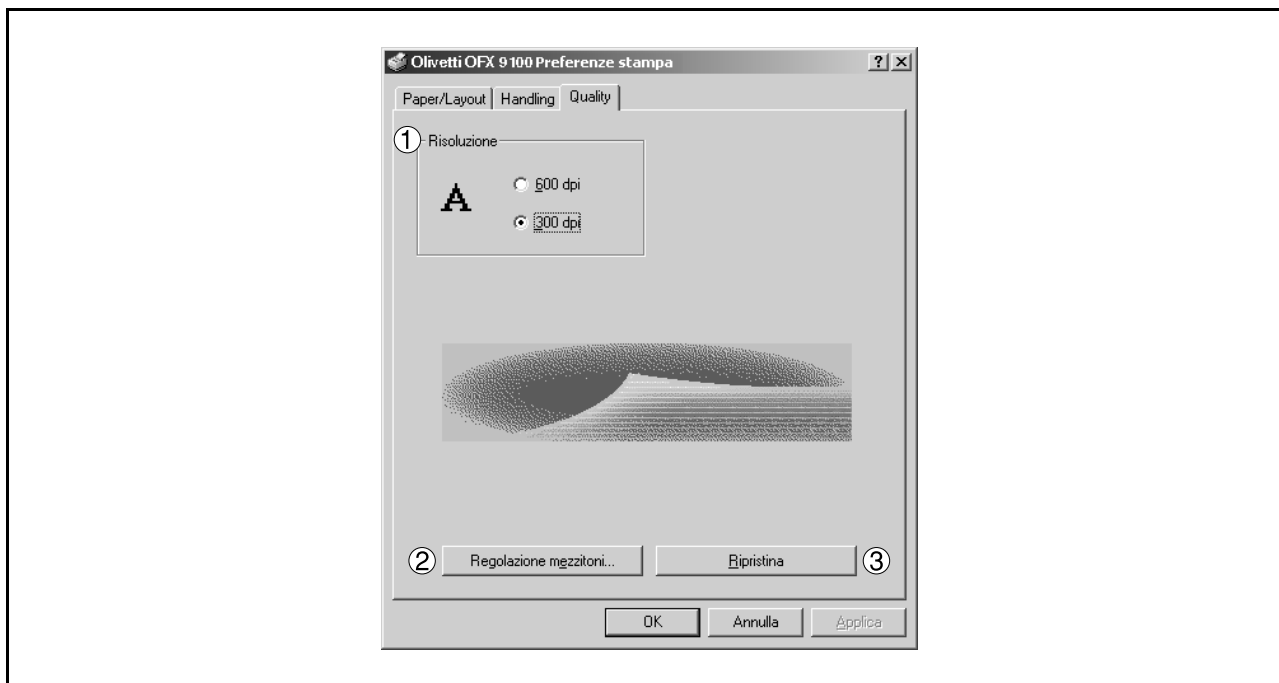 Olivetti OFX 9100 Preferenze stampa
Paper/Layout Handling Quality
① Risoluzione
A
600 dpi
300 dpi
② Regolazione mezzitoni... Ripristina ③
OK Annulla Applica